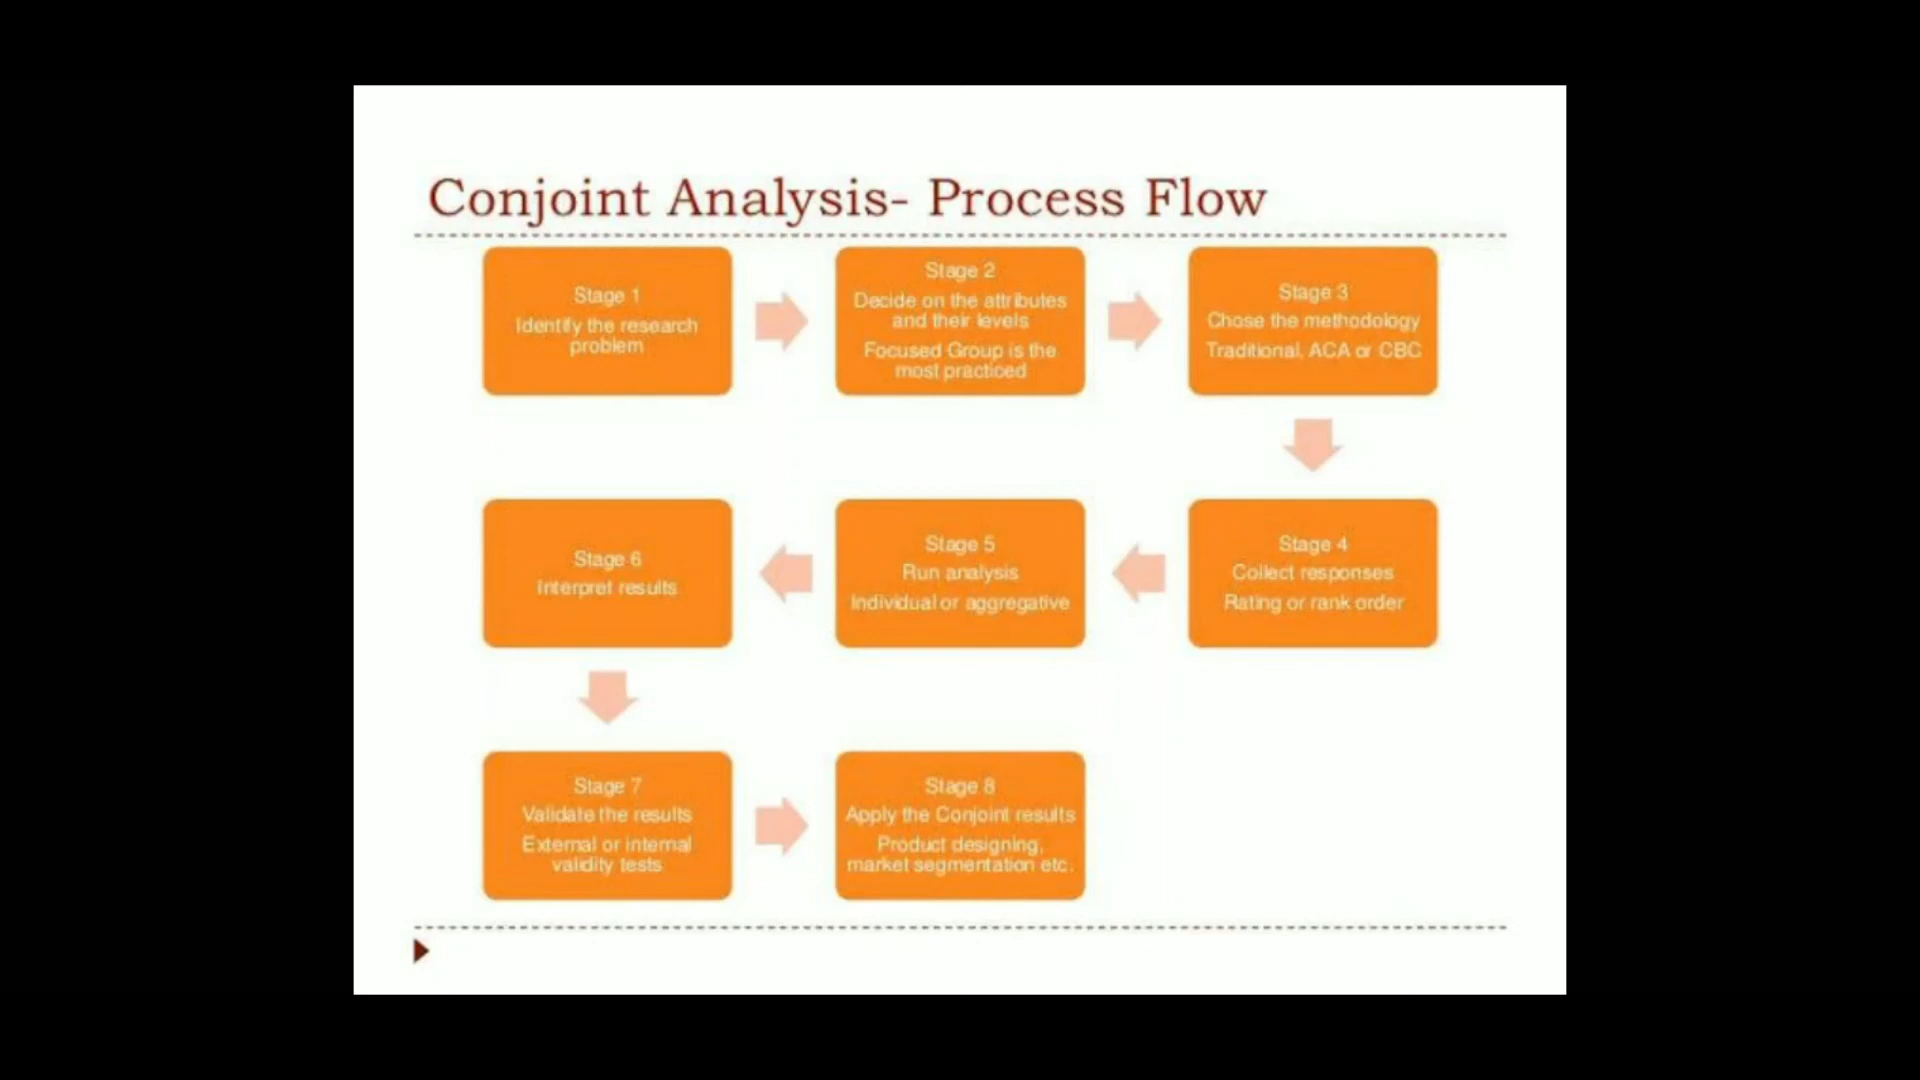 Conjoint Analysis- Process Flow
Stage 1
Identify the research
problem
Stage 2
Decide on the attributes
and their levels
Focused Group is the
most practiced
Stage 3
Chose the methodology
Traditional, ACA or CBC
Stage 4
Collect responses
Rating or rank order
Stage 5
Run analysis
Individual or aggregative
Stage 6
Interpret results
Stage 7
Validate the results
External or internal
validity tests
Stage 8
Apply the Conjoint results
Product designing,
market segmentation etc.